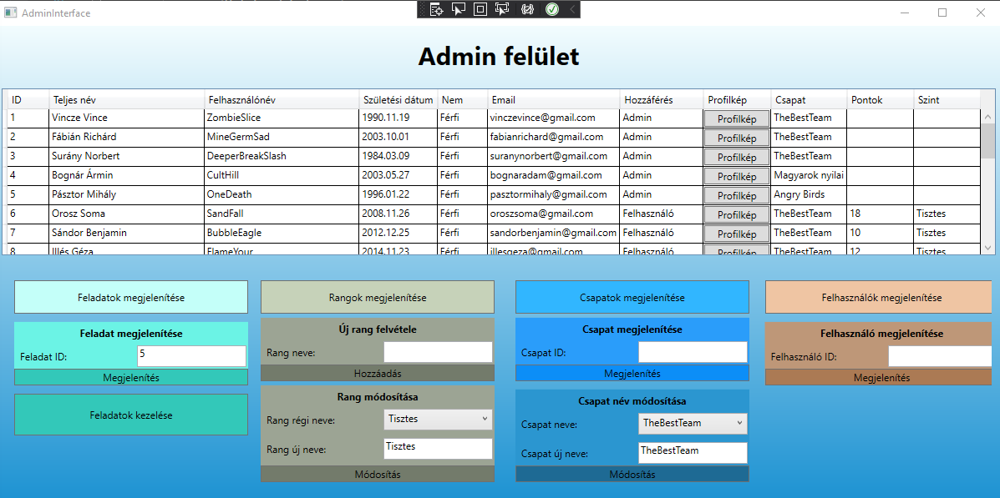 AdminInterface
Admin felület
ID Teljes név Felhasználónév Születési dátum Nem Email Hozzáférés Profilkép Csapat Pontok Szint
1 Vincze Vince ZombieSlice 1990.11.19 Férfi vinczevince@gmail.com Admin Profilkép TheBestTeam
2 Fábián Richárd MineGermSad 2003.10.01 Férfi fabianrichard@gmail.com Admin Profilkép TheBestTeam
3 Surány Norbert DeeperBreakSlash 1984.03.09 Férfi suranynorbert@gmail.com Admin Profilkép TheBestTeam
4 Bognár Ármin CultHill 2003.05.27 Férfi bognaradam@gmail.com Admin Profilkép Magyarok nyilai
5 Pásztor Mihály OneDeath 1996.01.22 Férfi pasztormihaly@gmail.com Admin Profilkép Angry Birds
6 Orosz Soma SandFall 2008.11.26 Férfi oroszsoma@gmail.com Felhasználó Profilkép TheBestTeam 18 Tisztes
7 Sándor Benjamin BubbleEagle 2012.12.25 Férfi sandorbenjamin@gmail.com Felhasználó Profilkép TheBestTeam 10 Tisztes
8 Illés Géza FlameYour 2014.11.23 Férfi illesgeza@gmail.com Felhasználó Profilkép TheBestTeam 12 Tisztes
Feladatok megjelenítése
Feladat megjelenítése
Feladat ID: 5
Megjelenítés
Feladatok kezelése
Rangok megjelenítése
Új rang felvétele
Rang neve:
Hozzáadás
Rang módosítása
Rang régi neve: Tisztes
Rang új neve: Tisztes
Módosítás
Csapatok megjelenítése
Csapat megjelenítése
Csapat ID:
Megjelenítés
Csapat név módosítása
Csapat neve: TheBestTeam
Csapat új neve: TheBestTeam
Módosítás
Felhasználók megjelenítése
Felhasználó megjelenítése
Felhasználó ID:
Megjelenítés